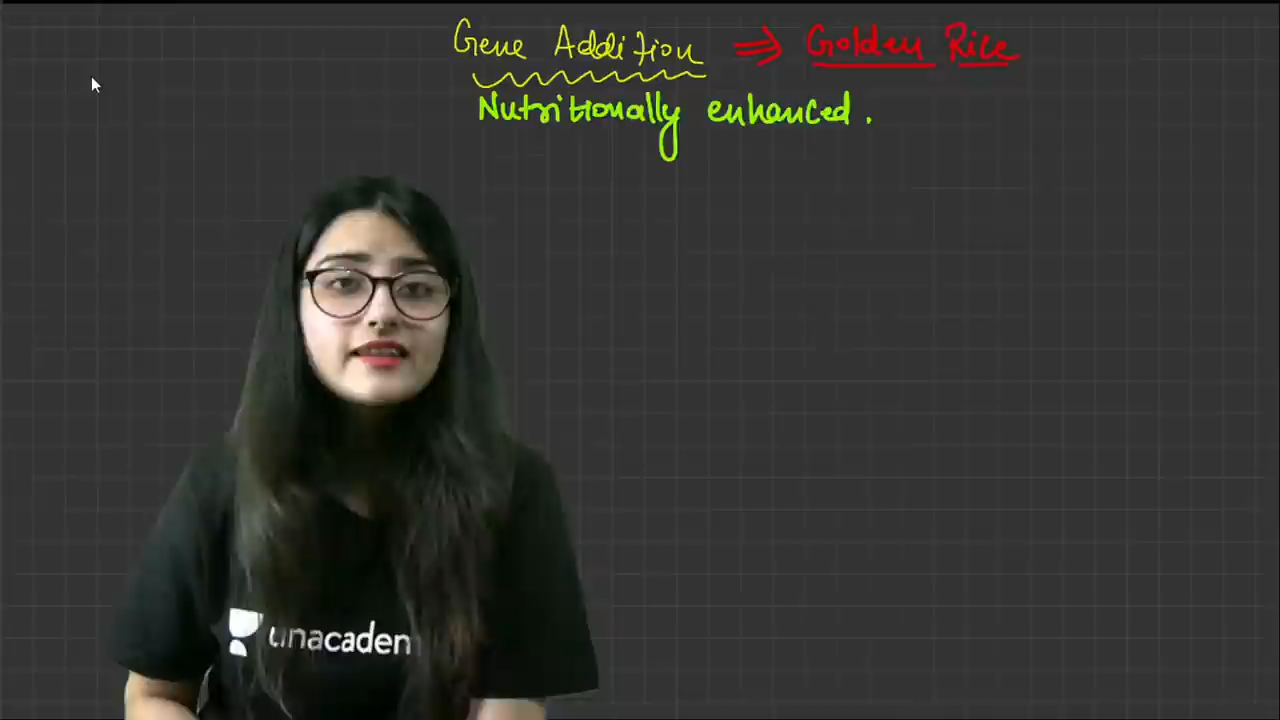 Gene Addition ⇒ Golden Rice
Nutritionally enhanced.
unacadem